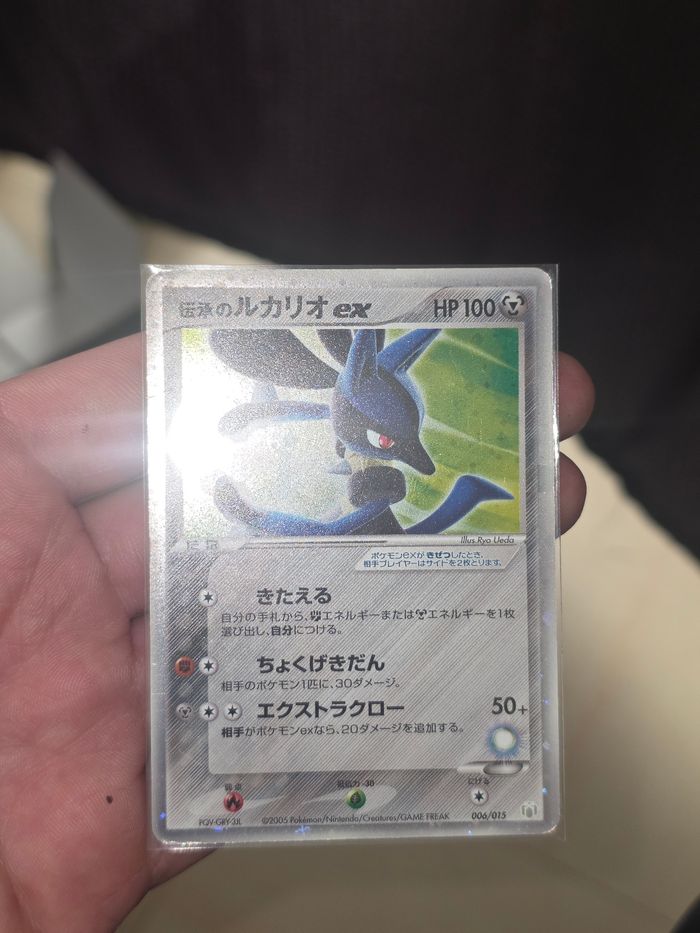 伝承のルカリオex HP100
Illus. Ryo Ueda
ポケモンexがきぜつしたとき、
相手プレイヤーはサイドを2枚とります。
きたえる
自分の手札から、エネルギーまたはエネルギーを1枚
選び出し、自分につける。
ちょくげきだん
相手のポケモン1匹に、30ダメージ。
エクストラクロー 50+
相手がポケモンexなら、20ダメージを追加する。
弱点 抵抗力 -30 にげる
PQV-GRY-3JL ©2005 Pokémon/Nintendo/Creatures/GAME FREAK 006/015